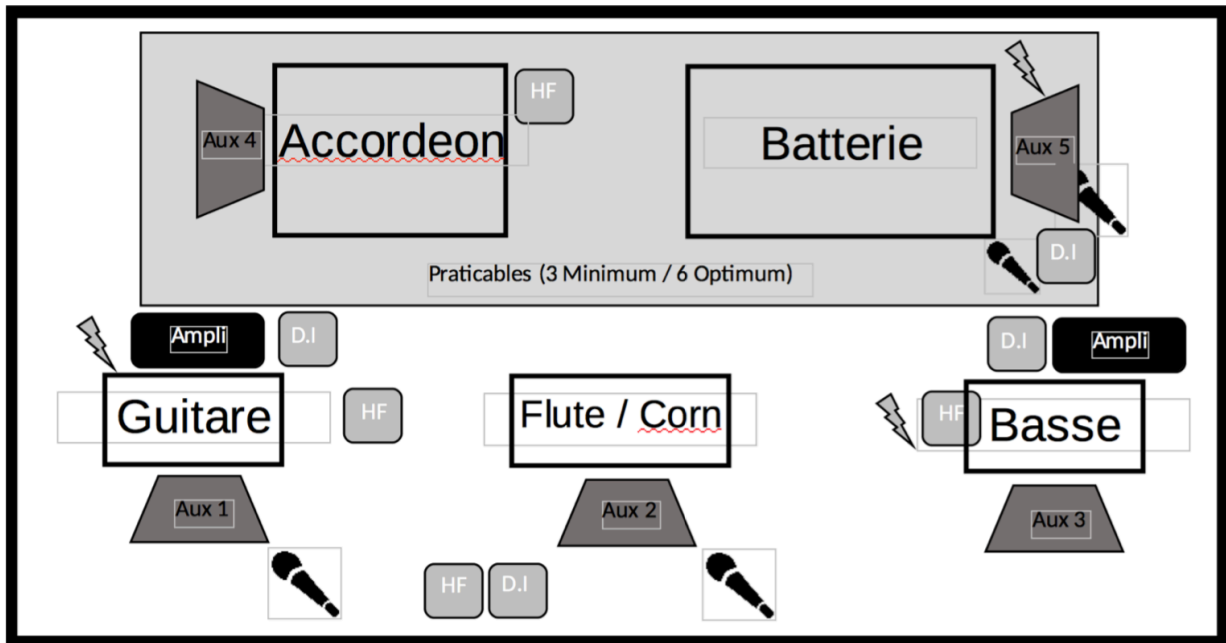 HF
Aux 4
Accordeon
Batterie
Aux 5
D.I
Praticables (3 Minimum / 6 Optimum)
Ampli
D.I
D.I
Ampli
Guitare
HF
Flute / Corn
HF
Basse
Aux 1
Aux 2
Aux 3
HF
D.I